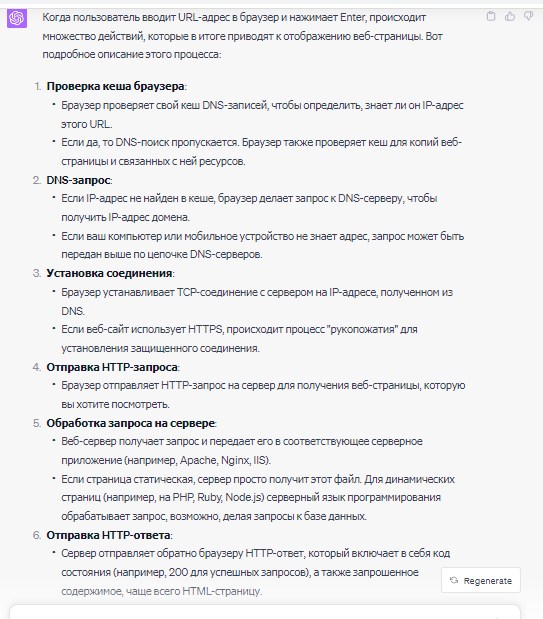 Когда пользователь вводит URL-адрес в браузер и нажимает Enter, происходит
множество действий, которые в итоге приводят к отображению веб-страницы. Вот
подробное описание этого процесса:
1. Проверка кеша браузера:
• Браузер проверяет свой кеш DNS-записей, чтобы определить, знает ли он IP-адрес
этого URL.
• Если да, то DNS-поиск пропускается. Браузер также проверяет кеш для копий веб-
страницы и связанных с ней ресурсов.
2. DNS-запрос:
• Если IP-адрес не найден в кеше, браузер делает запрос к DNS-серверу, чтобы
получить IP-адрес домена.
• Если ваш компьютер или мобильное устройство не знает адрес, запрос может быть
передан выше по цепочке DNS-серверов.
3. Установка соединения:
• Браузер устанавливает TCP-соединение с сервером на IP-адресе, полученном из
DNS.
• Если веб-сайт использует HTTPS, происходит процесс "рукопожатия" для
установления защищенного соединения.
4. Отправка HTTP-запроса:
• Браузер отправляет HTTP-запрос на сервер для получения веб-страницы, которую
вы хотите посмотреть.
5. Обработка запроса на сервере:
• Веб-сервер получает запрос и передает его в соответствующее серверное
приложение (например, Apache, Nginx, IIS).
• Если страница статическая, сервер просто получит этот файл. Для динамических
страниц (например, на PHP, Ruby, Node.js) серверный язык программирования
обрабатывает запрос, возможно, делая запросы к базе данных.
6. Отправка HTTP-ответа:
• Сервер отправляет обратно браузеру HTTP-ответ, который включает в себя код
состояния (например, 200 для успешных запросов), а также запрошенное
содержимое, чаще всего HTML-страницу.
Regenerate